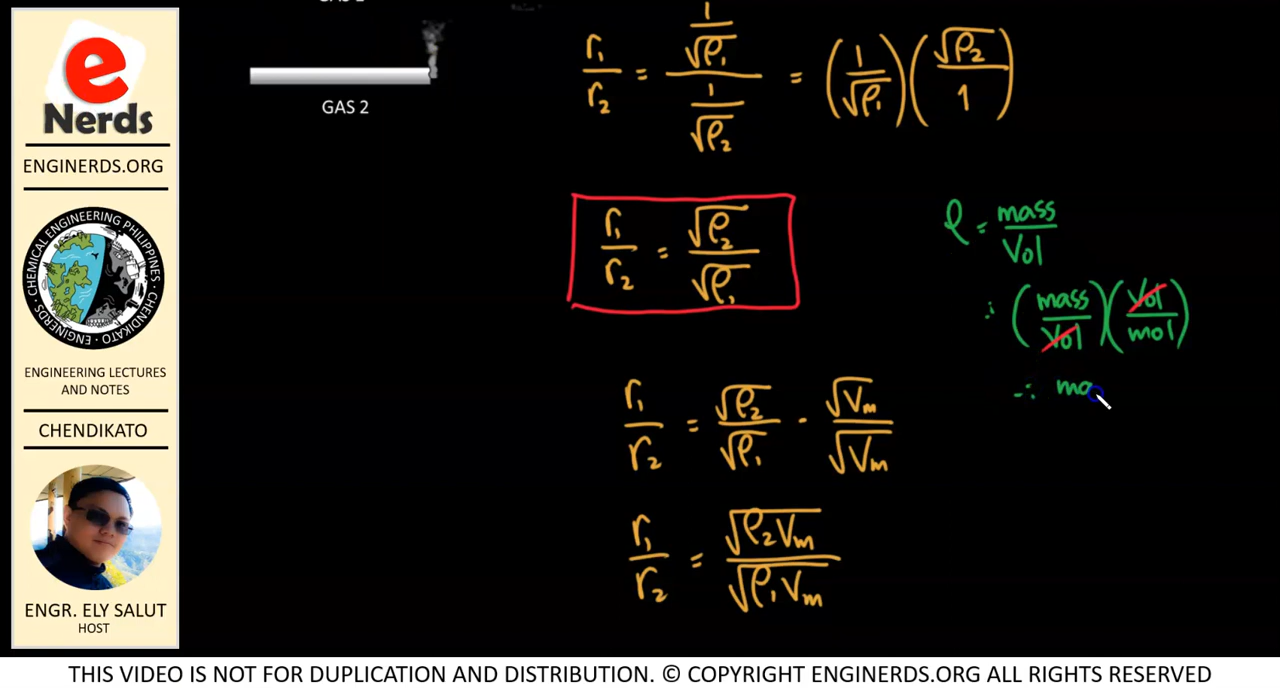 e
Nerds
ENGINERDS.ORG
CHEMICAL ENGINEERING PHILIPPINES
• CHENDIKATO • ENGINERDS •
ENGINEERING LECTURES
AND NOTES
CHENDIKATO
ENGR. ELY SALUT
HOST
GAS 2
r₁/r₂ = (1/√ρ₁)/(1/√ρ₂) = (1/√ρ₁)(√ρ₂/1)
r₁/r₂ = √ρ₂/√ρ₁
ρ = mass/Vol
∴ (mass/Vol)(Vol/mol)
∴ ma
r₁/r₂ = √ρ₂/√ρ₁ · √Vm/√Vm
r₁/r₂ = √ρ₂Vm/√ρ₁Vm
THIS VIDEO IS NOT FOR DUPLICATION AND DISTRIBUTION. © COPYRIGHT ENGINERDS.ORG ALL RIGHTS RESERVED